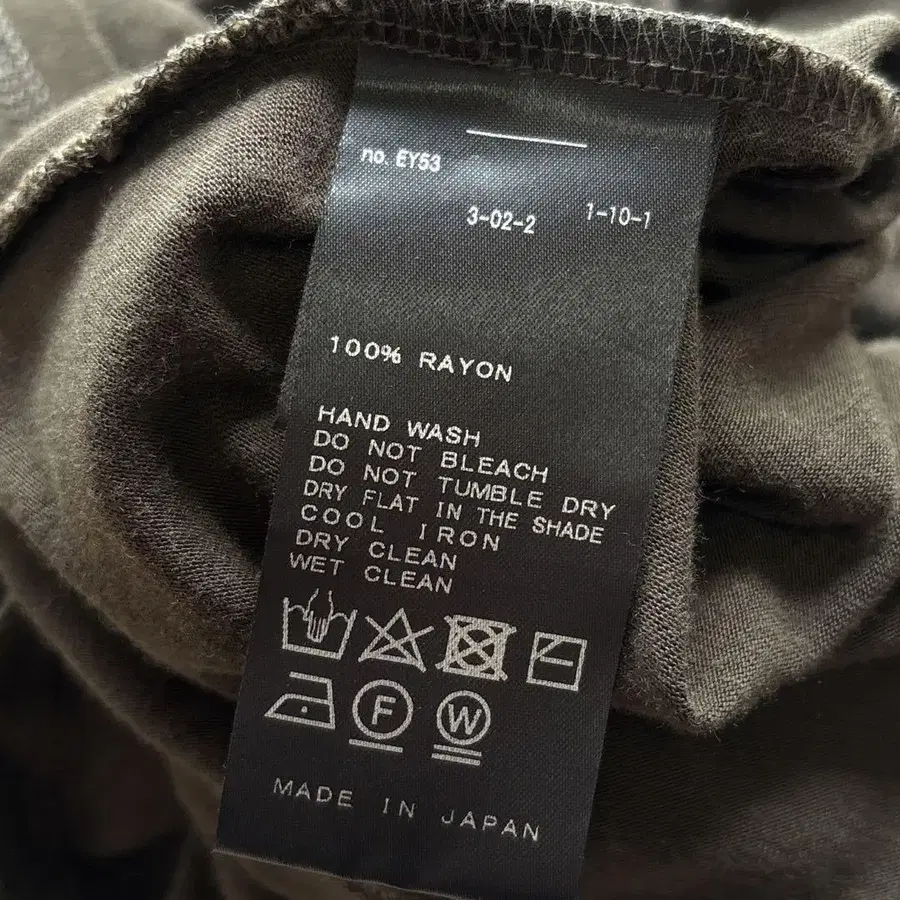 no. EY53
3-02-2 1-10-1
100% RAYON
HAND WASH
DO NOT BLEACH
DO NOT TUMBLE DRY
DRY FLAT IN THE SHADE
COOL IRON
DRY CLEAN
WET CLEAN
F W
MADE IN JAPAN